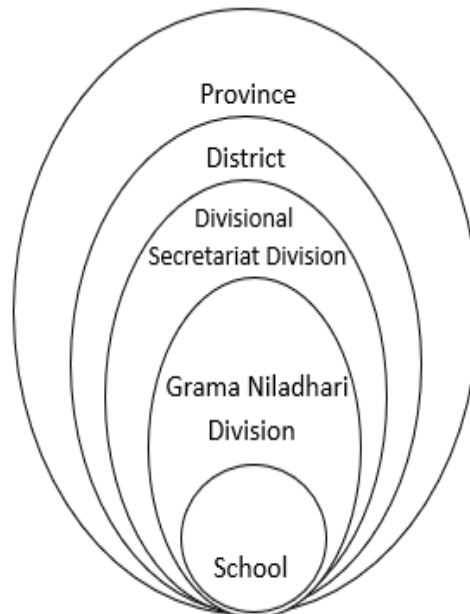 Province
District
Divisional
Secretariat Division
Grama Niladhari
Division
School